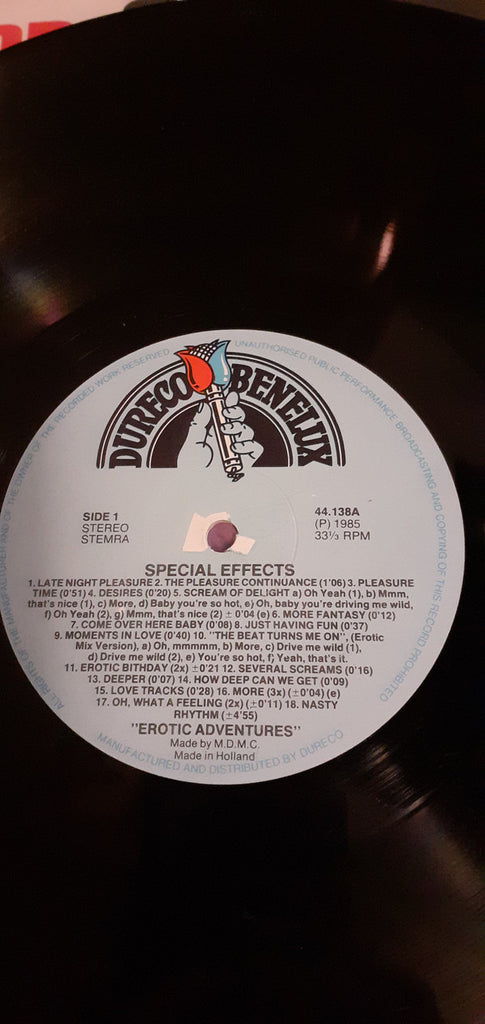 DURECO BENELUX
SIDE 1
STEREO
STEMRA
44.138A
(P) 1985
33⅓ RPM
SPECIAL EFFECTS
1. LATE NIGHT PLEASURE 2. THE PLEASURE CONTINUANCE (1'06) 3. PLEASURE
TIME (0'51) 4. DESIRES (0'20) 5. SCREAM OF DELIGHT a) Oh Yeah (1), b) Mmm,
that's nice (1), c) More, d) Baby you're so hot, e) Oh, baby you're driving me wild,
f) Oh Yeah (2), g) Mmm, that's nice (2) ± 0'04 (e) 6. MORE FANTASY (0'12)
7. COME OVER HERE BABY (0'08) 8. JUST HAVING FUN (0'37)
9. MOMENTS IN LOVE (0'40) 10. "THE BEAT TURNS ME ON", (Erotic
Mix Version), a) Oh, mmmmm, b) More, c) Drive me wild (1),
d) Drive me wild (2), e) You're so hot, f; Yeah, that's it.
11. EROTIC BITHDAY (2x) ±0'21 12. SEVERAL SCREAMS (0'16)
13. DEEPER (0'07) 14. HOW DEEP CAN WE GET (0'09)
15. LOVE TRACKS (0'28) 16. MORE (3x) (±0'04) (e)
17. OH, WHAT A FEELING (2x) (±0'11) 18. NASTY
RHYTHM (±4'55)
"EROTIC ADVENTURES"
Made by M.D.M.C.
Made in Holland
ALL RIGHTS OF THE MANUFACTURER AND OF THE OWNER OF THE RECORDED WORK RESERVED
UNAUTHORISED PUBLIC PERFORMANCE BROADCASTING AND COPYING OF THIS RECORD PROHIBITED
MANUFACTURED AND DISTRIBUTED BY DURECO